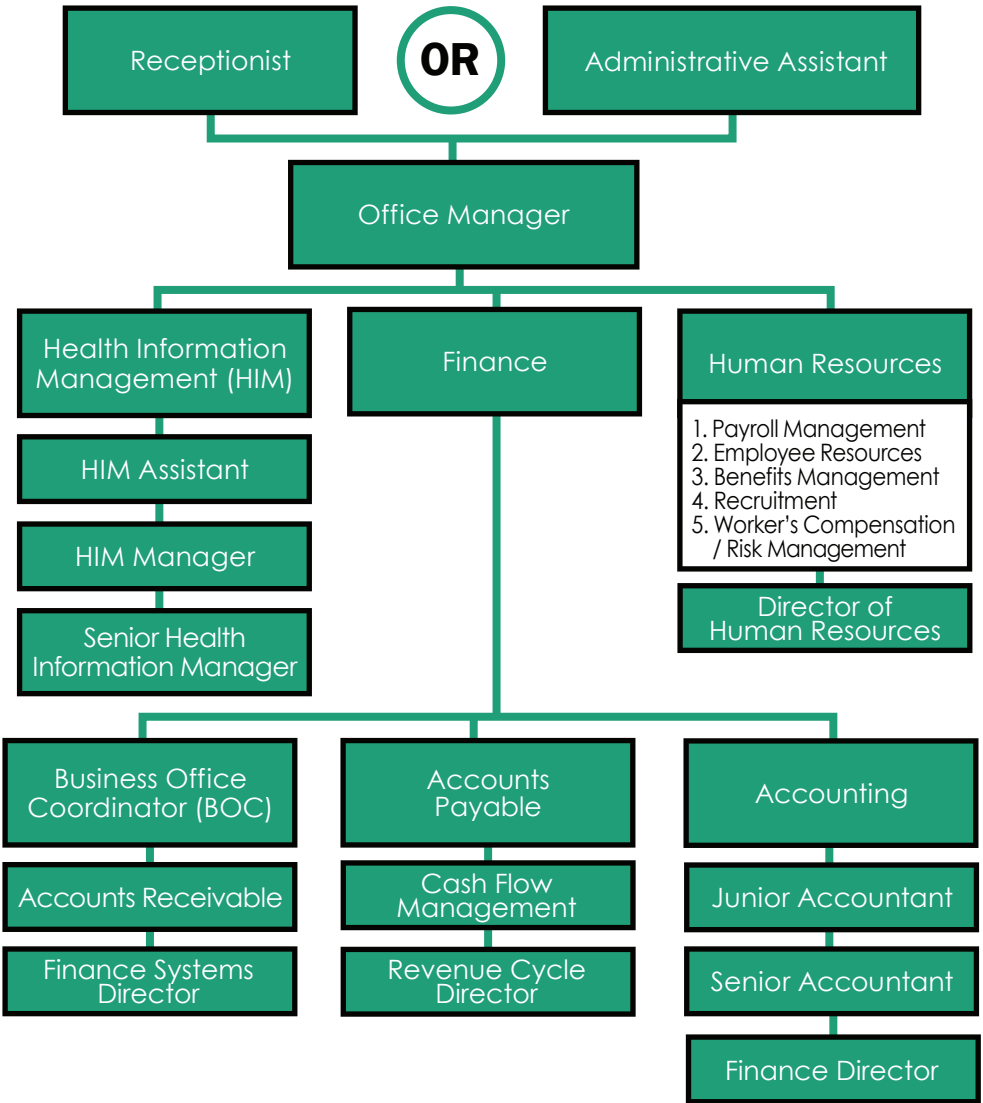 Receptionist
OR
Administrative Assistant
Office Manager
Health Information
Management (HIM)
Finance
Human Resources
1. Payroll Management
2. Employee Resources
3. Benefits Management
4. Recruitment
5. Worker's Compensation
/ Risk Management
HIM Assistant
HIM Manager
Senior Health
Information Manager
Director of
Human Resources
Business Office
Coordinator (BOC)
Accounts
Payable
Accounting
Accounts Receivable
Cash Flow
Management
Junior Accountant
Finance Systems
Director
Revenue Cycle
Director
Senior Accountant
Finance Director